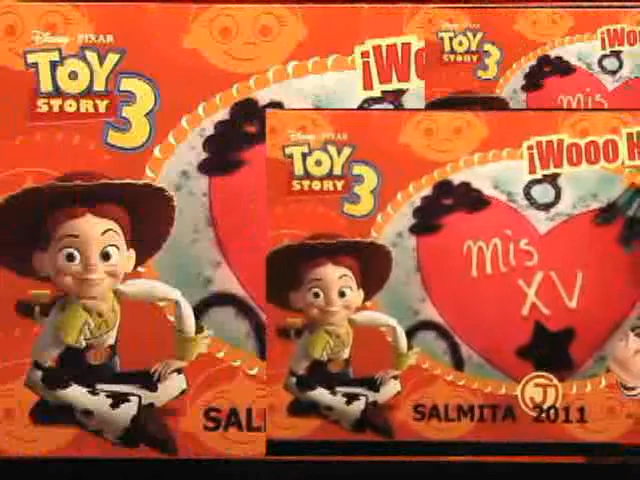 Disney · PIXAR
TOY
STORY
3
¡Wo
SAL
Disney · PIXAR
TOY
STORY
3
¡Wo
mis
Disney · PIXAR
TOY
STORY
3
¡Wooo H
mis
XV
J
SALMITA 2011